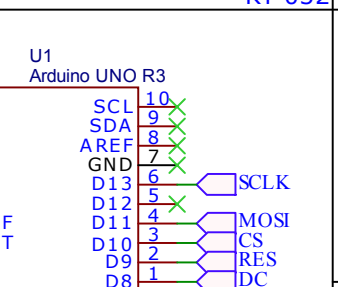 U1
Arduino UNO R3
SCL 10
SDA 9
AREF 8
GND 7
D13 6 SCLK
D12 5
F D11 4 MOSI
T D10 3 CS
D9 2 RES
D8 1 DC